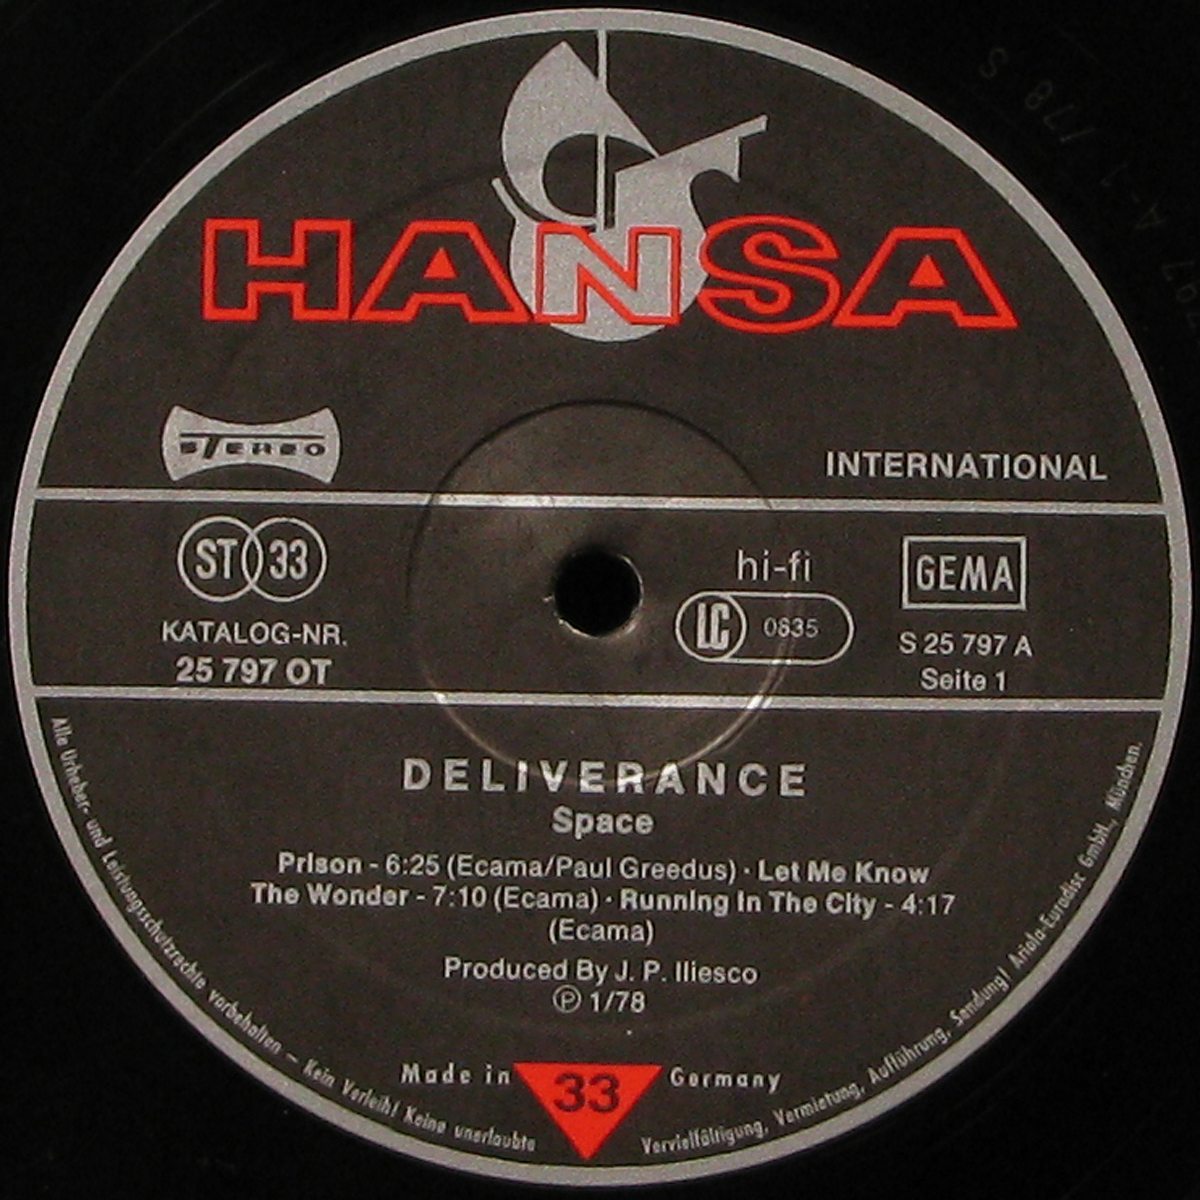 HANSA
STEREO
INTERNATIONAL
ST 33
hi-fi
GEMA
KATALOG-NR.
LC 0835
S 25 797 A
25 797 OT
Seite 1
DELIVERANCE
Space
Prison - 6:25 (Ecama/Paul Greedus) · Let Me Know
The Wonder - 7:10 (Ecama) · Running In The City - 4:17
(Ecama)
Produced By J. P. Iliesco
Ⓟ 1/78
Made in 33 Germany
Alle Urheber- und Leistungsschutzrechte vorbehalten – Kein Verleih! Keine unerlaubte Vervielfältigung, Vermietung, Aufführung, Sendung! Ariola-Eurodisc GmbH., München.